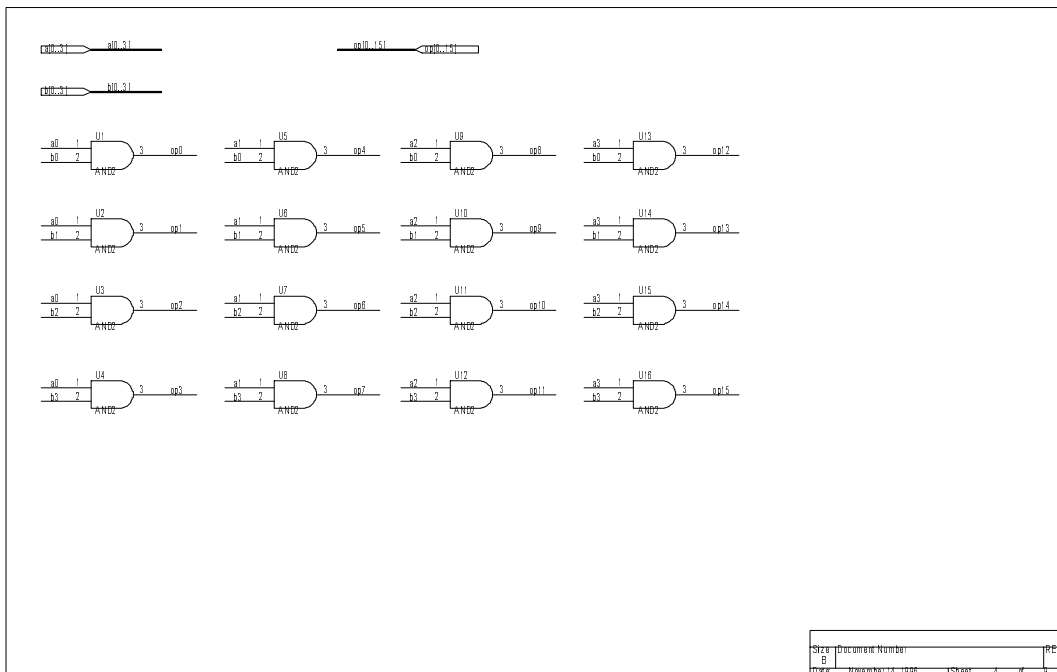 a[0..3] a[0..3] op[0..15] op[0..15]
b[0..3] b[0..3]
U1 U5 U9 U13
a0 1 a1 1 a2 1 a3 1
3 op0 3 op4 3 op8 3 op12
b0 2 b0 2 b0 2 b0 2
AND2 AND2 AND2 AND2
U2 U6 U10 U14
a0 1 a1 1 a2 1 a3 1
3 op1 3 op5 3 op9 3 op13
b1 2 b1 2 b1 2 b1 2
AND2 AND2 AND2 AND2
U3 U7 U11 U15
a0 1 a1 1 a2 1 a3 1
3 op2 3 op6 3 op10 3 op14
b2 2 b2 2 b2 2 b2 2
AND2 AND2 AND2 AND2
U4 U8 U12 U16
a0 1 a1 1 a2 1 a3 1
3 op3 3 op7 3 op11 3 op15
b3 2 b3 2 b3 2 b3 2
AND2 AND2 AND2 AND2
Size Document Number RE
B
Date: November 14, 1996 Sheet 4 of